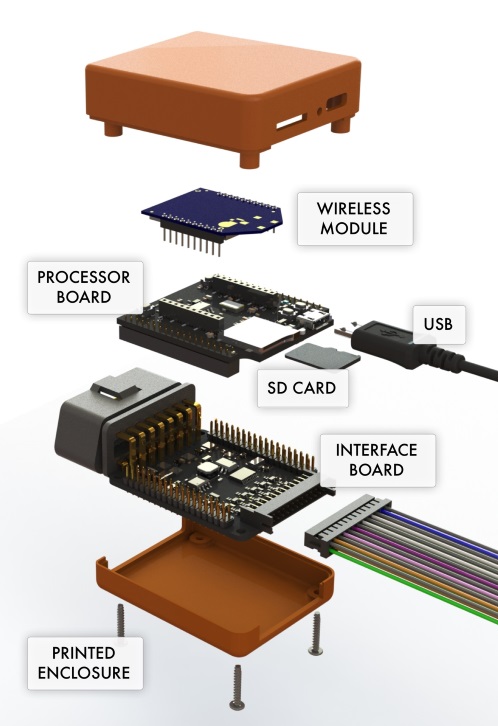 WIRELESS
MODULE
PROCESSOR
BOARD
USB
SD CARD
INTERFACE
BOARD
PRINTED
ENCLOSURE